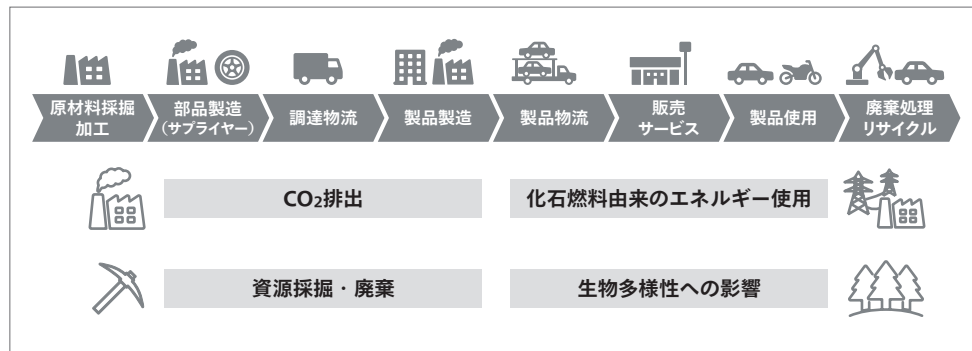 原材料採掘
加工
部品製造
（サプライヤー）
調達物流
製品製造
製品物流
販売
サービス
製品使用
廃棄処理
リサイクル
CO₂排出
化石燃料由来のエネルギー使用
資源採掘・廃棄
生物多様性への影響